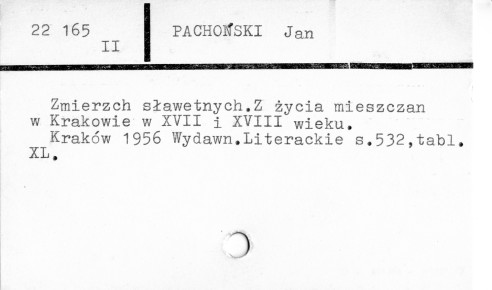 22 165
II
PACHOŃSKI Jan
Zmierzch sławetnych.Z życia mieszczan
w Krakowie w XVII i XVIII wieku.
Kraków 1956 Wydawn.Literackie s.532,tabl.
XL.